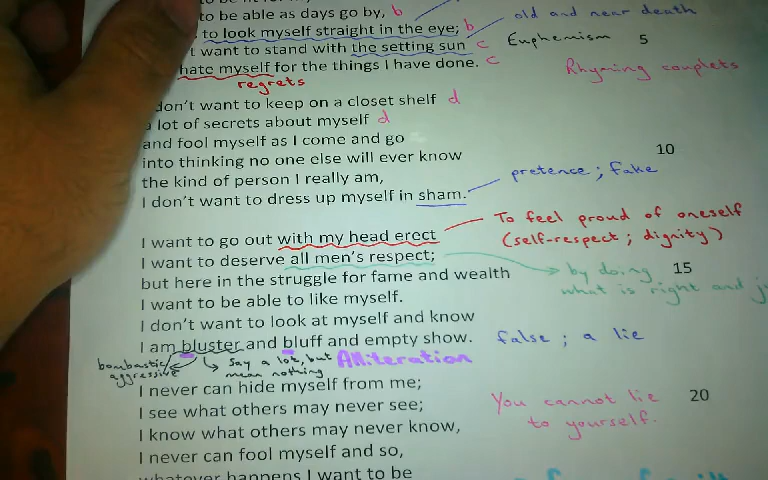 to be able as days go by, b
to look myself straight in the eye; b old and near death
t want to stand with the setting sun c Euphemism 5
hate myself for the things I have done. c Rhyming couplets
regrets
don't want to keep on a closet shelf d
lot of secrets about myself d
and fool myself as I come and go
into thinking no one else will ever know 10
the kind of person I really am, pretence ; fake
I don't want to dress up myself in sham.
I want to go out with my head erect To feel proud of oneself
(self-respect ; dignity)
I want to deserve all men's respect; by doing 15
but here in the struggle for fame and wealth what is right and j
I want to be able to like myself.
I don't want to look at myself and know
I am bluster and bluff and empty show. false ; a lie
bombastic/ aggressive Say a lot, but mean nothing Alliteration
I never can hide myself from me;
I see what others may never see; You cannot lie 20
I know what others may never know, to yourself.
I never can fool myself and so,
whatever happens I want to be